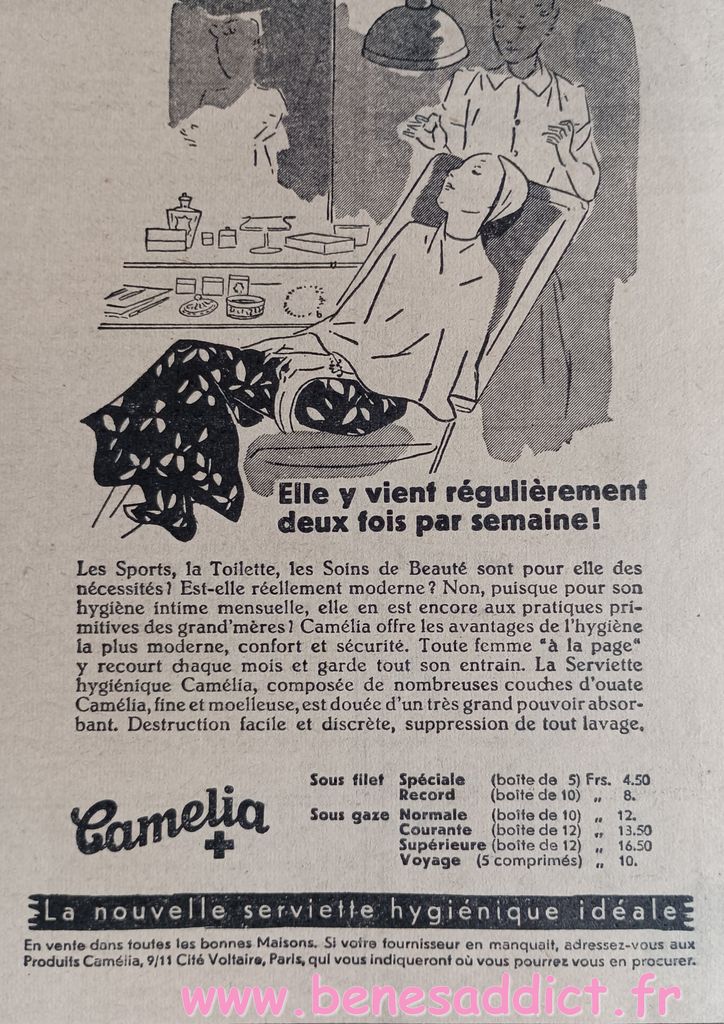 Elle y vient régulièrement
deux fois par semaine!
Les Sports, la Toilette, les Soins de Beauté sont pour elle des
nécessités? Est-elle réellement moderne? Non, puisque pour son
hygiène intime mensuelle, elle en est encore aux pratiques pri-
mitives des grand'mères? Camélia offre les avantages de l'hygiène
la plus moderne, confort et sécurité. Toute femme "à la page"
y recourt chaque mois et garde tout son entrain. La Serviette
hygiénique Camélia, composée de nombreuses couches d'ouate
Camélia, fine et moelleuse, est douée d'un très grand pouvoir absor-
bant. Destruction facile et discrète, suppression de tout lavage.
Camelia
Sous filet Spéciale (boîte de 5) Frs. 4.50
Record (boîte de 10) „ 8.
Sous gaze Normale (boîte de 10) „ 12.
Courante (boîte de 12) „ 13.50
Supérieure (boîte de 12) „ 16.50
Voyage (5 comprimés) „ 10.
La nouvelle serviette hygiénique idéale
En vente dans toutes les bonnes Maisons. Si votre fournisseur en manquait, adressez-vous aux
Produits Camélia, 9/11 Cité Voltaire, Paris, qui vous indiqueront où vous pourrez vous en procurer.
www.benesaddict.fr